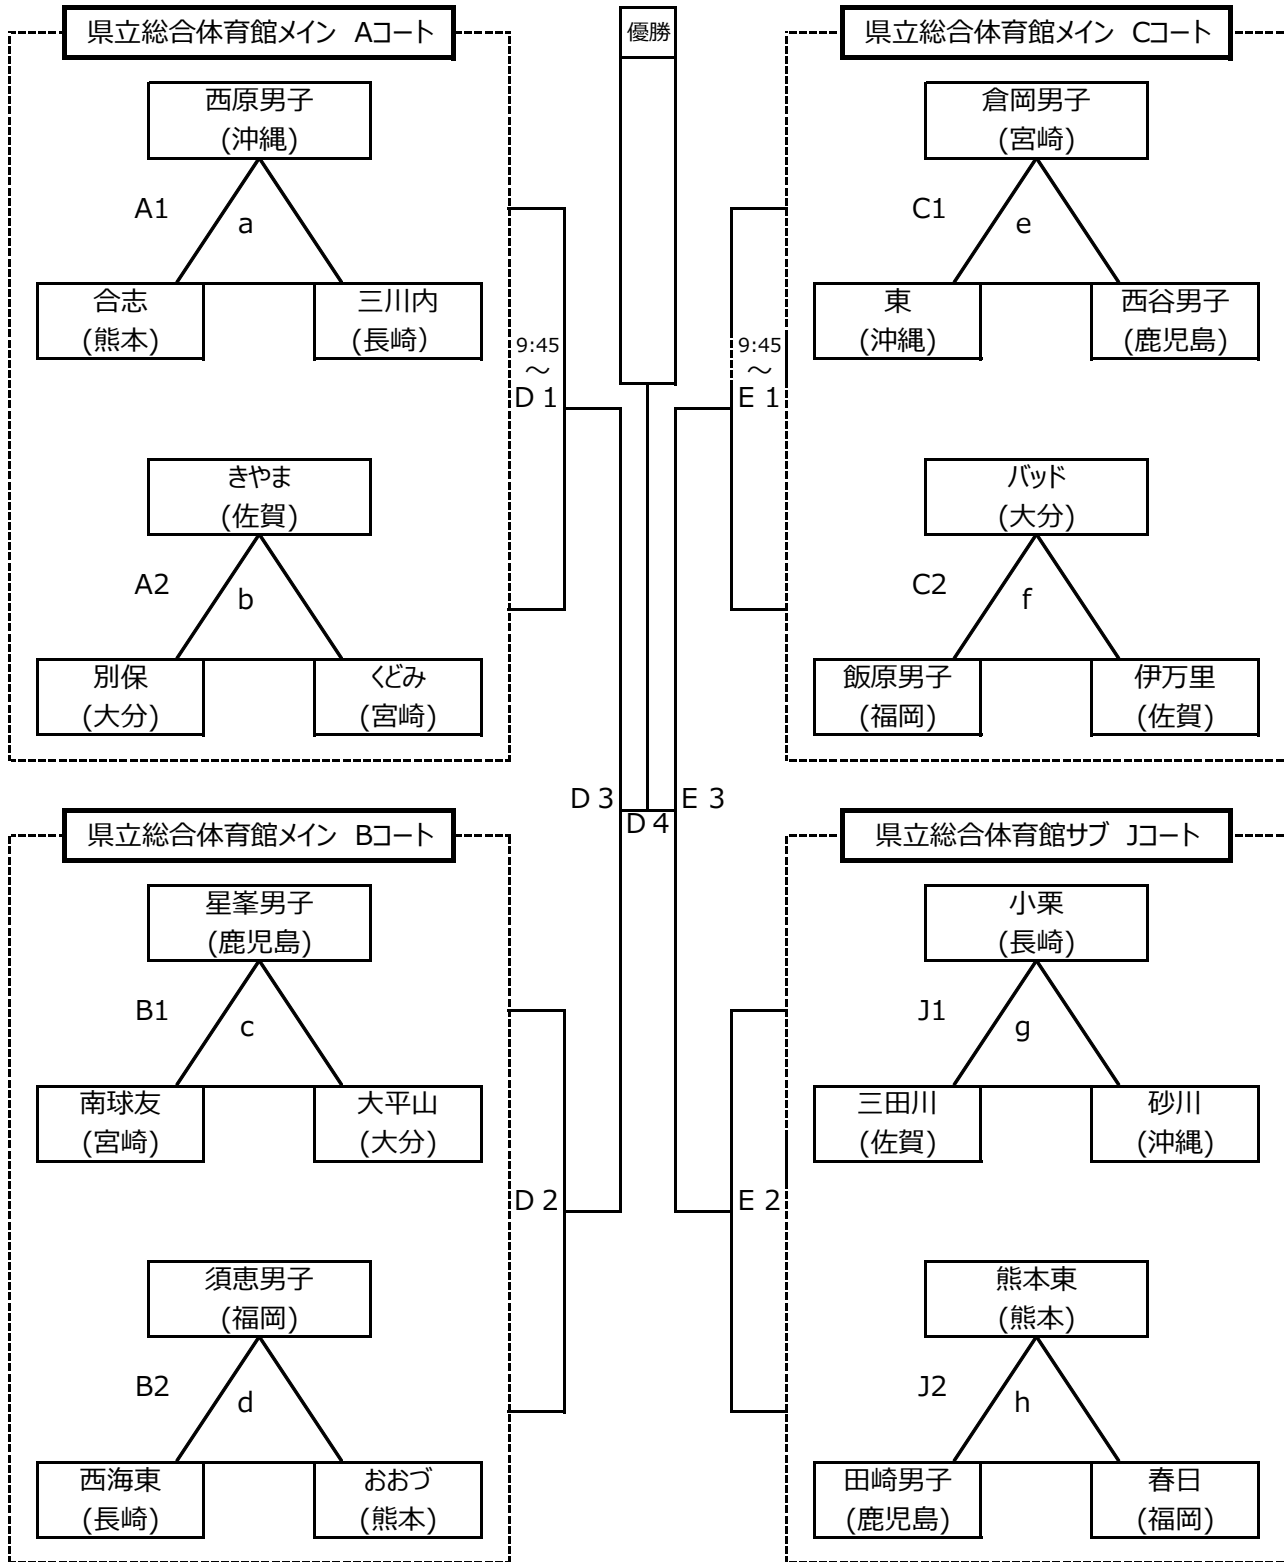 県立総合体育館メイン Aコート
西原男子
(沖縄)
A1
a
合志
(熊本)
三川内
(長崎)
きやま
(佐賀)
A2
b
別保
(大分)
くどみ
(宮崎)
9:45
～
D 1
県立総合体育館メイン Bコート
星峯男子
(鹿児島)
B1
c
南球友
(宮崎)
大平山
(大分)
須恵男子
(福岡)
B2
d
西海東
(長崎)
おおづ
(熊本)
D 2
D 3
優勝
D 4
E 3
県立総合体育館メイン Cコート
倉岡男子
(宮崎)
C1
e
東
(沖縄)
西谷男子
(鹿児島)
9:45
～
E 1
バッド
(大分)
C2
f
飯原男子
(福岡)
伊万里
(佐賀)
県立総合体育館サブ Jコート
小栗
(長崎)
J1
g
三田川
(佐賀)
砂川
(沖縄)
E 2
熊本東
(熊本)
J2
h
田崎男子
(鹿児島)
春日
(福岡)